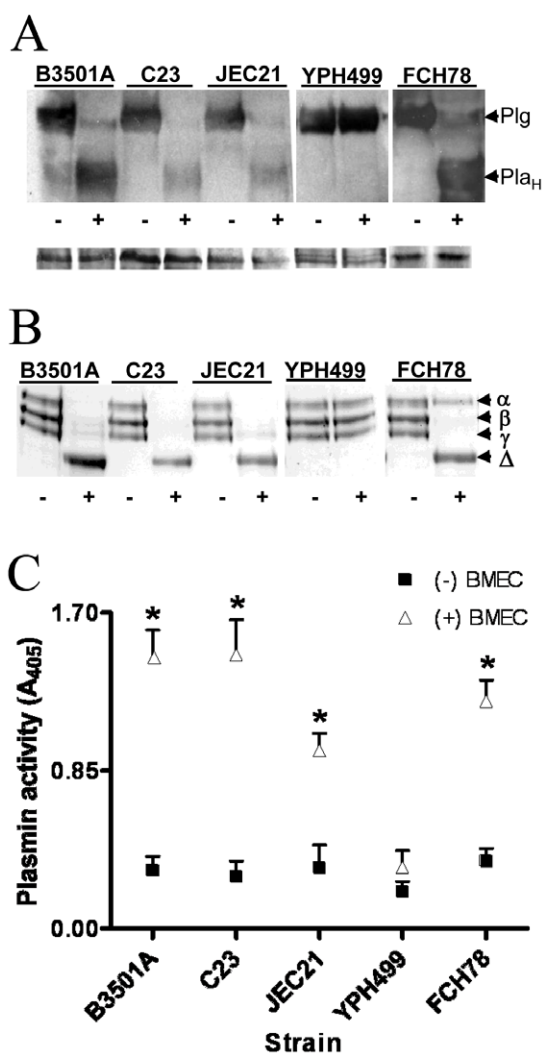 A
B3501A C23 JEC21 YPH499 FCH78
Plg
PlaH
- + - + - + - + - +
B
B3501A C23 JEC21 YPH499 FCH78
α
β
γ
Δ
- + - + - + - + - +
C
(-) BMEC
(+) BMEC
Plasmin activity (A405)
1.70
0.85
0.00
* * * *
B3501A C23 JEC21 YPH499 FCH78
Strain